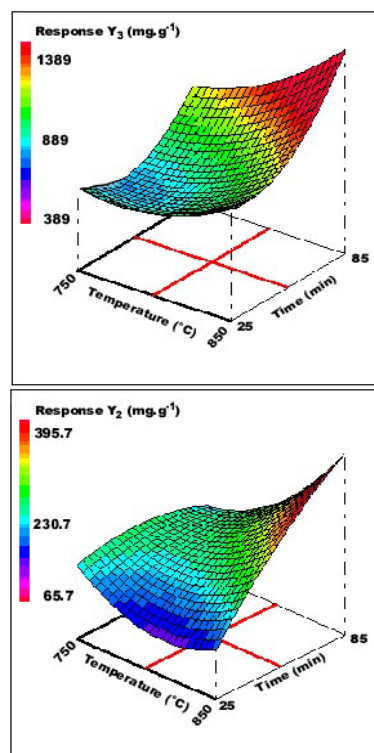 Response Y₃ (mg.g⁻¹)
1389
889
389
750
Temperature (°C)
850
25
Time (min)
85
Response Y₂ (mg.g⁻¹)
395.7
230.7
65.7
750
Temperature (°C)
850
25
Time (min)
85